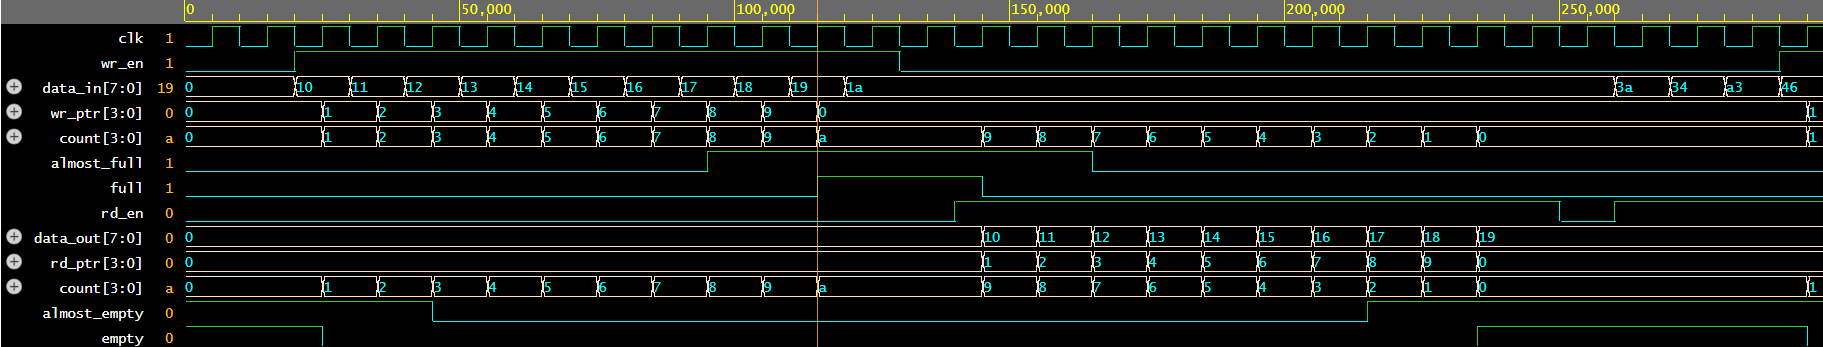 0 50,000 100,000 150,000 200,000 250,000
clk 1
wr_en 1
data_in[7:0] 19 0 10 11 12 13 14 15 16 17 18 19 1a 3a 34 a3 46
wr_ptr[3:0] 0 0 1 2 3 4 5 6 7 8 9 0 1
count[3:0] a 0 1 2 3 4 5 6 7 8 9 a 9 8 7 6 5 4 3 2 1 0 1
almost_full 1
full 1
rd_en 0
data_out[7:0] 0 0 10 11 12 13 14 15 16 17 18 19
rd_ptr[3:0] 0 0 1 2 3 4 5 6 7 8 9 0
count[3:0] a 0 1 2 3 4 5 6 7 8 9 a 9 8 7 6 5 4 3 2 1 0 1
almost_empty 0
empty 0